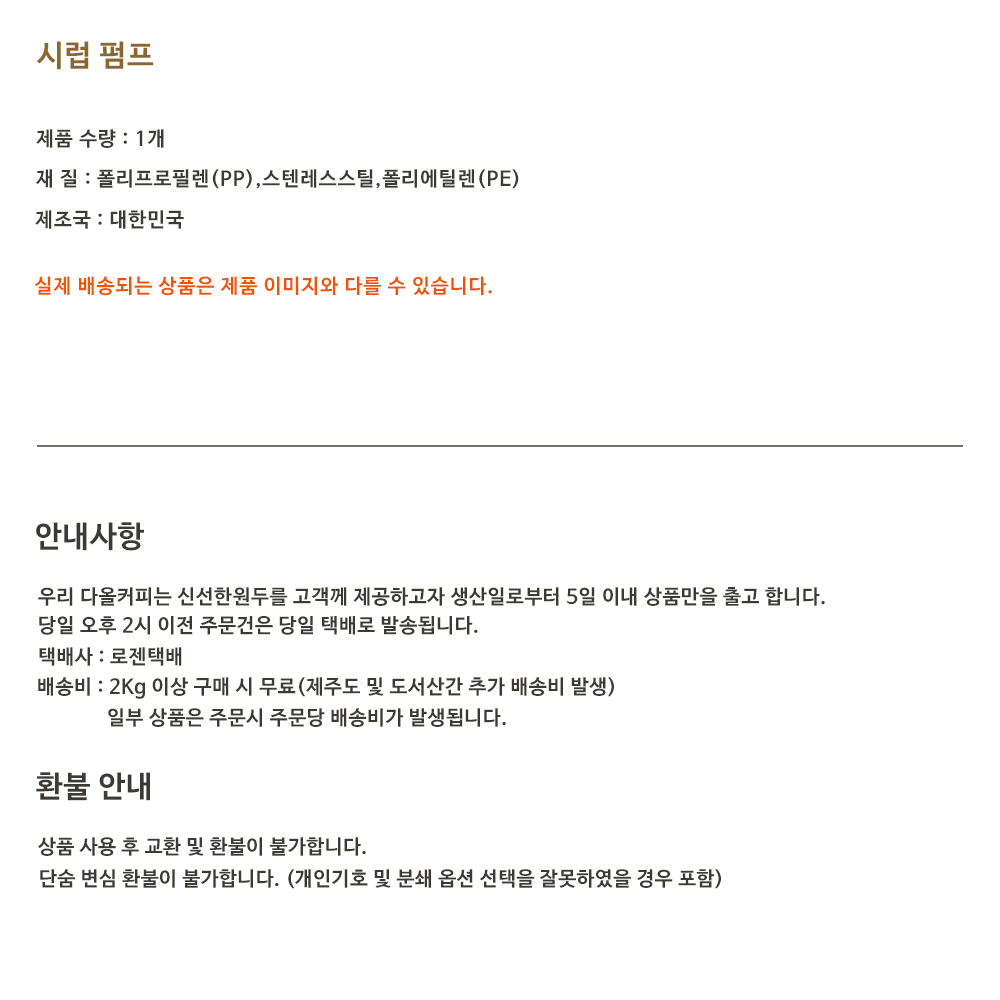 시럽 펌프
제품 수량 : 1개
재 질 : 폴리프로필렌(PP),스텐레스스틸,폴리에틸렌(PE)
제조국 : 대한민국
실제 배송되는 상품은 제품 이미지와 다를 수 있습니다.
안내사항
우리 다올커피는 신선한원두를 고객께 제공하고자 생산일로부터 5일 이내 상품만을 출고 합니다.
당일 오후 2시 이전 주문건은 당일 택배로 발송됩니다.
택배사 : 로젠택배
배송비 : 2Kg 이상 구매 시 무료(제주도 및 도서산간 추가 배송비 발생)
일부 상품은 주문시 주문당 배송비가 발생됩니다.
환불 안내
상품 사용 후 교환 및 환불이 불가합니다.
단숨 변심 환불이 불가합니다. (개인기호 및 분쇄 옵션 선택을 잘못하였을 경우 포함)